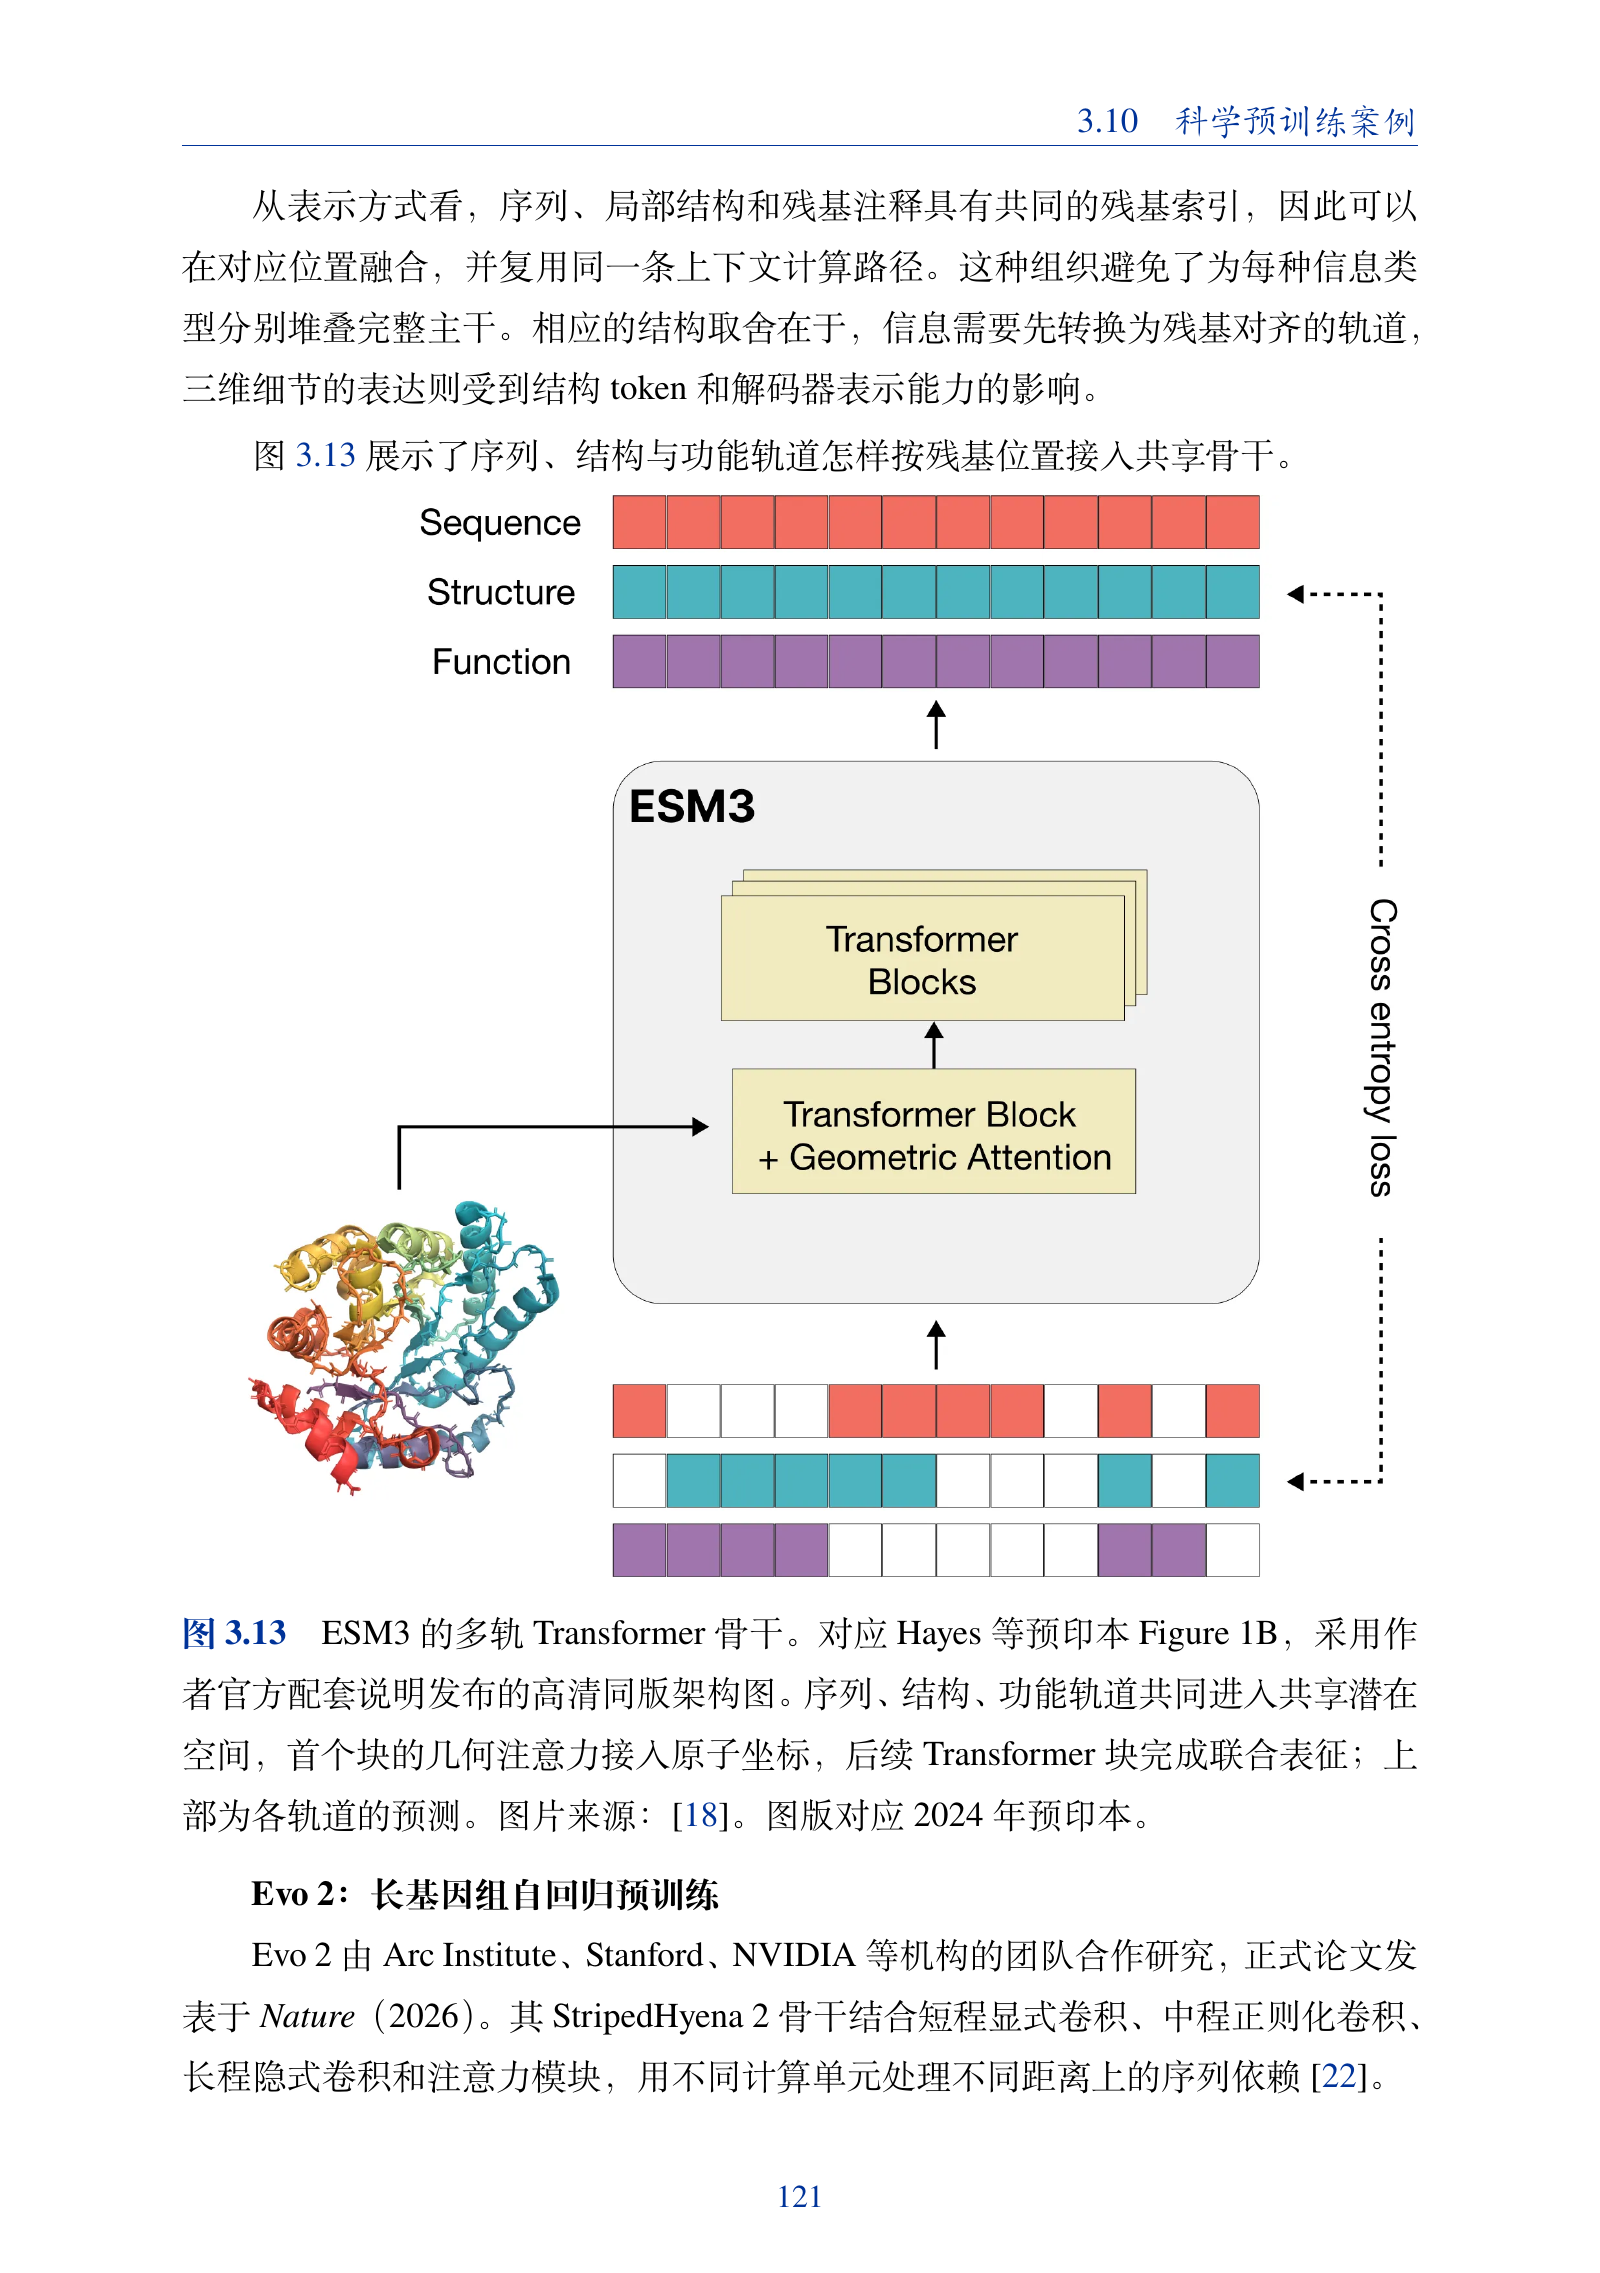 3.10 科学预训练案例
从表示方式看，序列、局部结构和残基注释具有共同的残基索引，因此可以
在对应位置融合，并复用同一条上下文计算路径。这种组织避免了为每种信息类
型分别堆叠完整主干。相应的结构取舍在于，信息需要先转换为残基对齐的轨道，
三维细节的表达则受到结构 token 和解码器表示能力的影响。
图 3.13 展示了序列、结构与功能轨道怎样按残基位置接入共享骨干。
Sequence
Structure
Function
ESM3
Transformer
Blocks
Transformer Block
+ Geometric Attention
Cross entropy loss
图 3.13 ESM3 的多轨 Transformer 骨干。对应 Hayes 等预印本 Figure 1B，采用作
者官方配套说明发布的高清同版架构图。序列、结构、功能轨道共同进入共享潜在
空间，首个块的几何注意力接入原子坐标，后续 Transformer 块完成联合表征；上
部为各轨道的预测。图片来源：[18]。图版对应 2024 年预印本。
Evo 2：长基因组自回归预训练
Evo 2 由 Arc Institute、Stanford、NVIDIA 等机构的团队合作研究，正式论文发
表于 Nature（2026）。其 StripedHyena 2 骨干结合短程显式卷积、中程正则化卷积、
长程隐式卷积和注意力模块，用不同计算单元处理不同距离上的序列依赖 [22]。
121